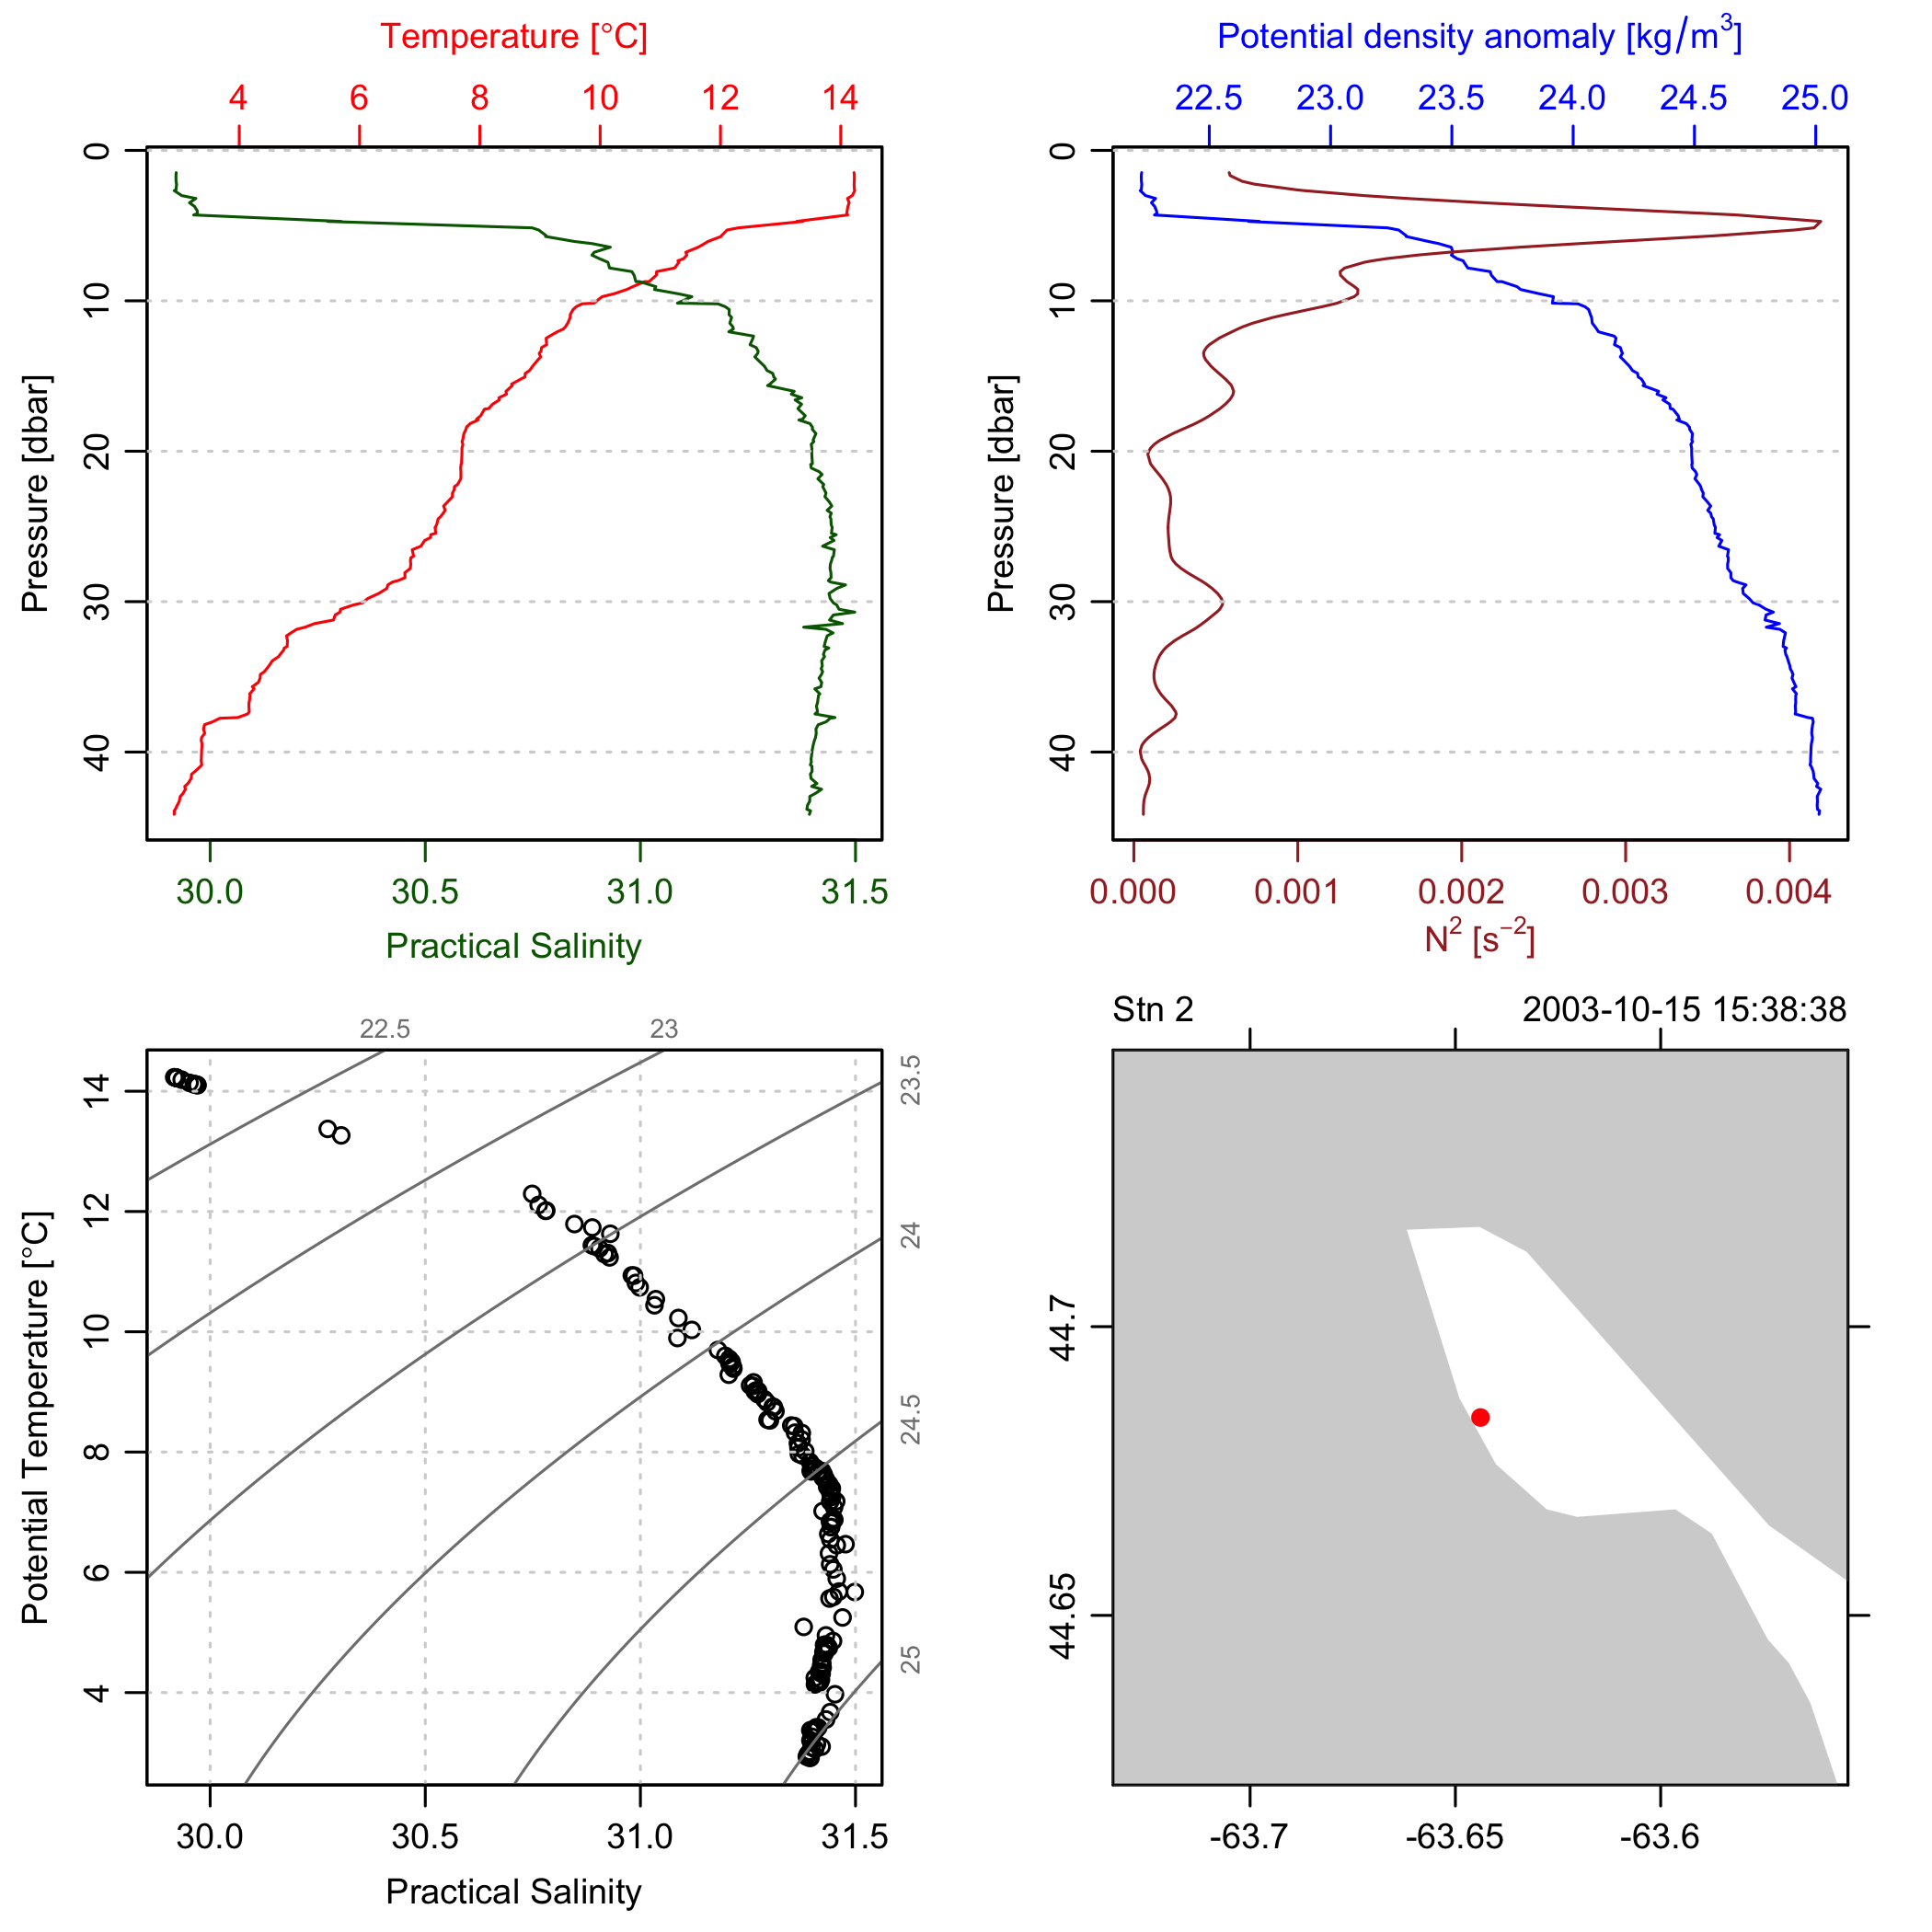 Temperature [°C]
4 6 8 10 12 14
0
10
20
30
40
Pressure [dbar]
30.0 30.5 31.0 31.5
Practical Salinity
Potential density anomaly [kg/m³]
22.5 23.0 23.5 24.0 24.5 25.0
0
10
20
30
40
Pressure [dbar]
0.000 0.001 0.002 0.003 0.004
N² [s⁻²]
22.5 23
23.5
24
24.5
25
14
12
10
8
6
4
Potential Temperature [°C]
30.0 30.5 31.0 31.5
Practical Salinity
Stn 2 2003-10-15 15:38:38
44.7
44.65
-63.7 -63.65 -63.6